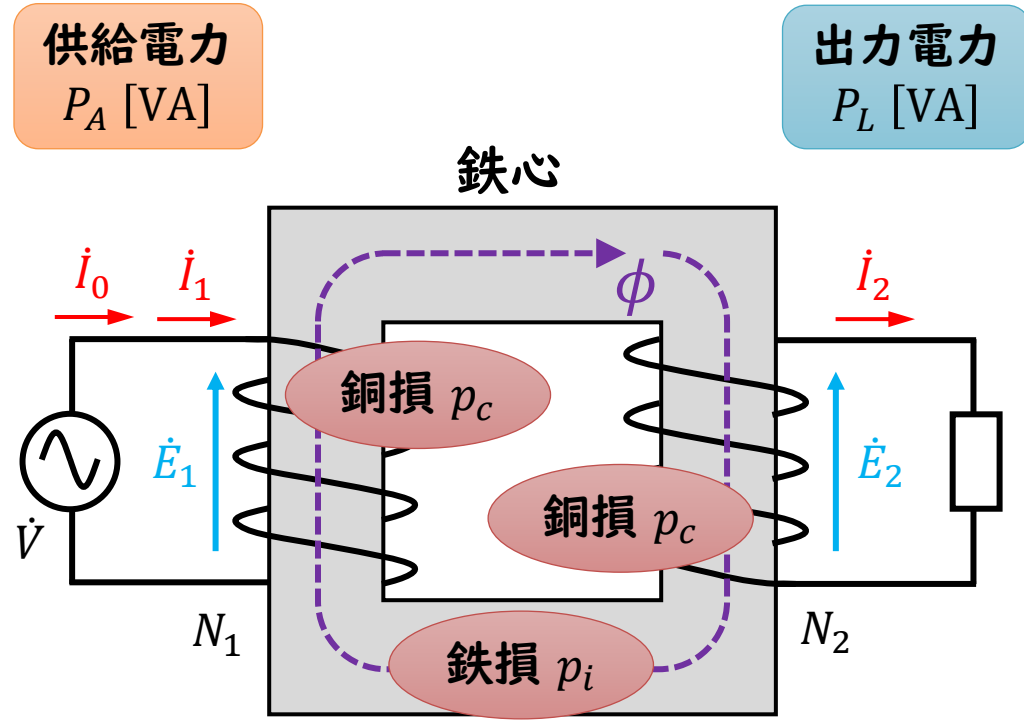 供給電力
P_A [VA]
出力電力
P_L [VA]
鉄心
İ_0
İ_1
ϕ
İ_2
銅損 p_c
Ė_1
Ė_2
銅損 p_c
V̇
N_1
N_2
鉄損 p_i